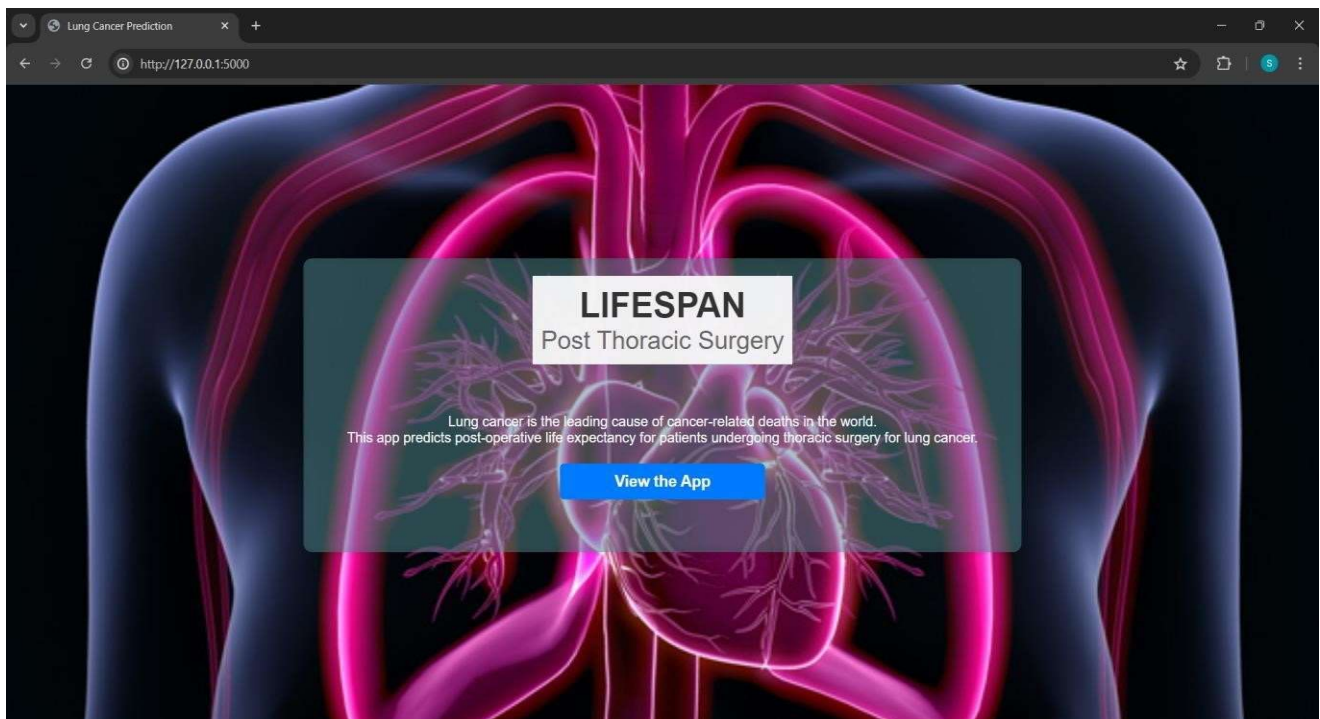 Lung Cancer Prediction
http://127.0.0.1:5000
S
LIFESPAN
Post Thoracic Surgery
Lung cancer is the leading cause of cancer-related deaths in the world.
This app predicts post-operative life expectancy for patients undergoing thoracic surgery for lung cancer.
View the App